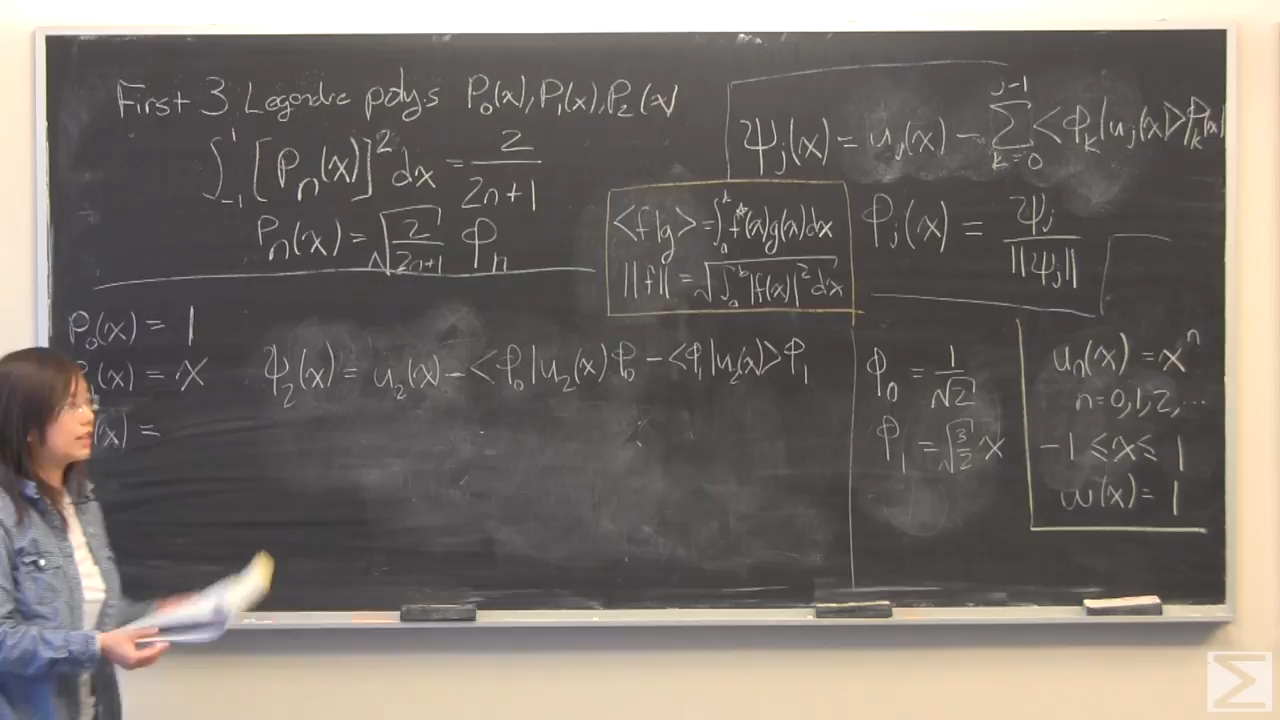 First 3 Legendre polys P₀(x), P₁(x), P₂(x)
∫₋₁¹ [Pₙ(x)]² dx = 2/(2n+1)
Pₙ(x) = √(2/(2n+1)) φₙ
ψⱼ(x) = uⱼ(x) − ∑ₖ₌₀ʲ⁻¹ <φₖ|uⱼ(x)>φₖ(x)
φⱼ(x) = ψⱼ/||ψⱼ||
<f|g> = ∫ₐᵇ f*(x)g(x)dx
||f|| = √(∫ₐᵇ |f(x)|² dx)
P₀(x) = 1
(x) = x
(x) =
ψ₂(x) = u₂(x) − <φ₀|u₂(x) φ₀ − <φ₁|u₂(x)>φ₁
φ₀ = 1/√2
φ₁ = √(3/2) x
uₙ(x) = xⁿ
n = 0,1,2,...
−1 ≤ x ≤ 1
w(x) = 1
Σ